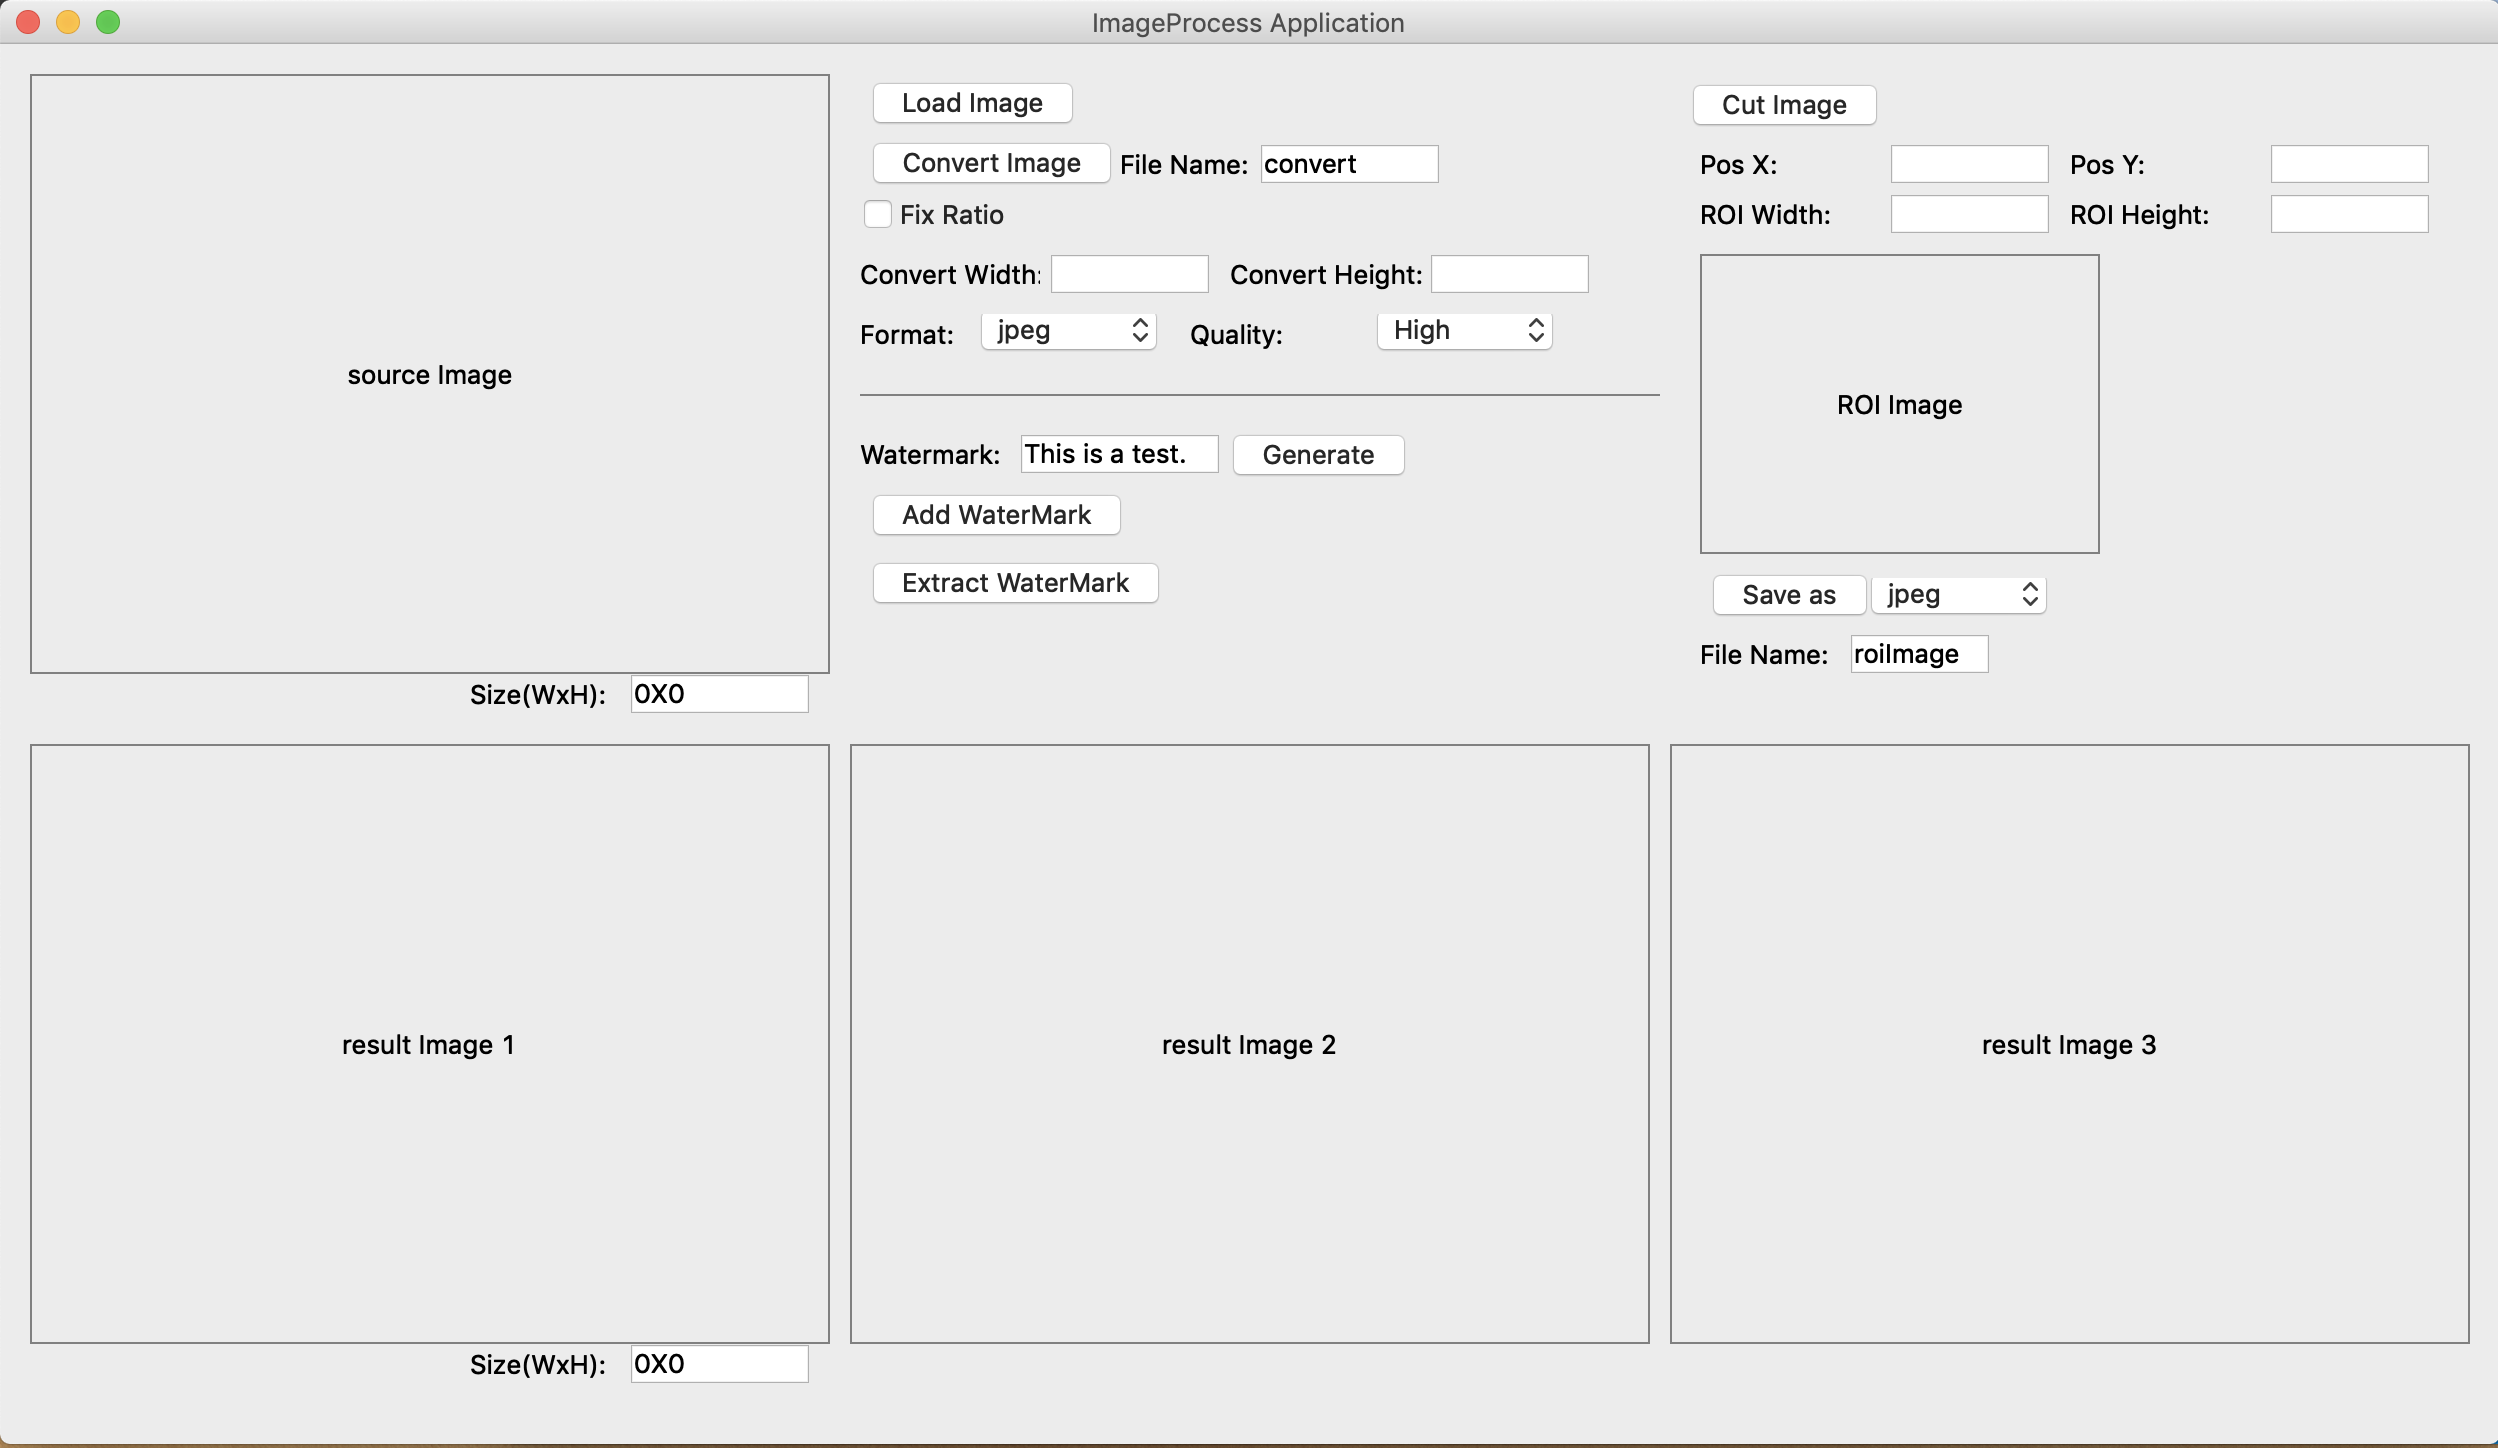 ImageProcess Application
source Image
Size(WxH): 0X0
Load Image
Convert Image File Name: convert
Fix Ratio
Convert Width: Convert Height:
Format: jpeg Quality: High
Watermark: This is a test. Generate
Add WaterMark
Extract WaterMark
Cut Image
Pos X: Pos Y:
ROI Width: ROI Height:
ROI Image
Save as jpeg
File Name: roiImage
result Image 1
Size(WxH): 0X0
result Image 2
result Image 3